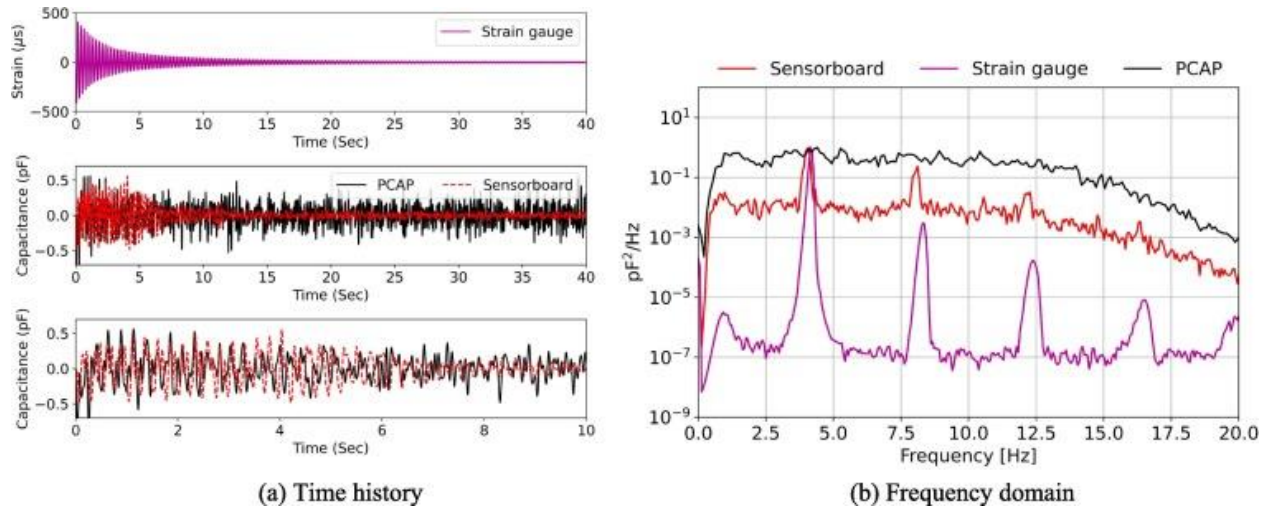 500
0
−500
Strain (μs)
Strain gauge
0 5 10 15 20 25 30 35 40
Time (Sec)
0.5
0.0
−0.5
Capacitance (pF)
PCAP Sensorboard
0 5 10 15 20 25 30 35 40
Time (Sec)
0.5
0.0
−0.5
Capacitance (pF)
0 2 4 6 8 10
Time (Sec)
(a) Time history
Sensorboard Strain gauge PCAP
10¹
10⁻¹
10⁻³
10⁻⁵
10⁻⁷
10⁻⁹
pF²/Hz
0.0 2.5 5.0 7.5 10.0 12.5 15.0 17.5 20.0
Frequency [Hz]
(b) Frequency domain